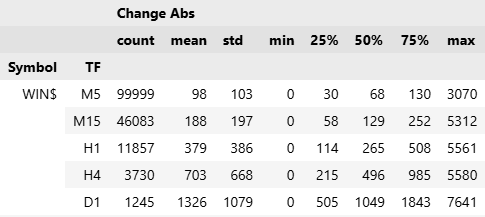 Change Abs
count mean std min 25% 50% 75% max
Symbol TF
WIN$ M5 99999 98 103 0 30 68 130 3070
M15 46083 188 197 0 58 129 252 5312
H1 11857 379 386 0 114 265 508 5561
H4 3730 703 668 0 215 496 985 5580
D1 1245 1326 1079 0 505 1049 1843 7641